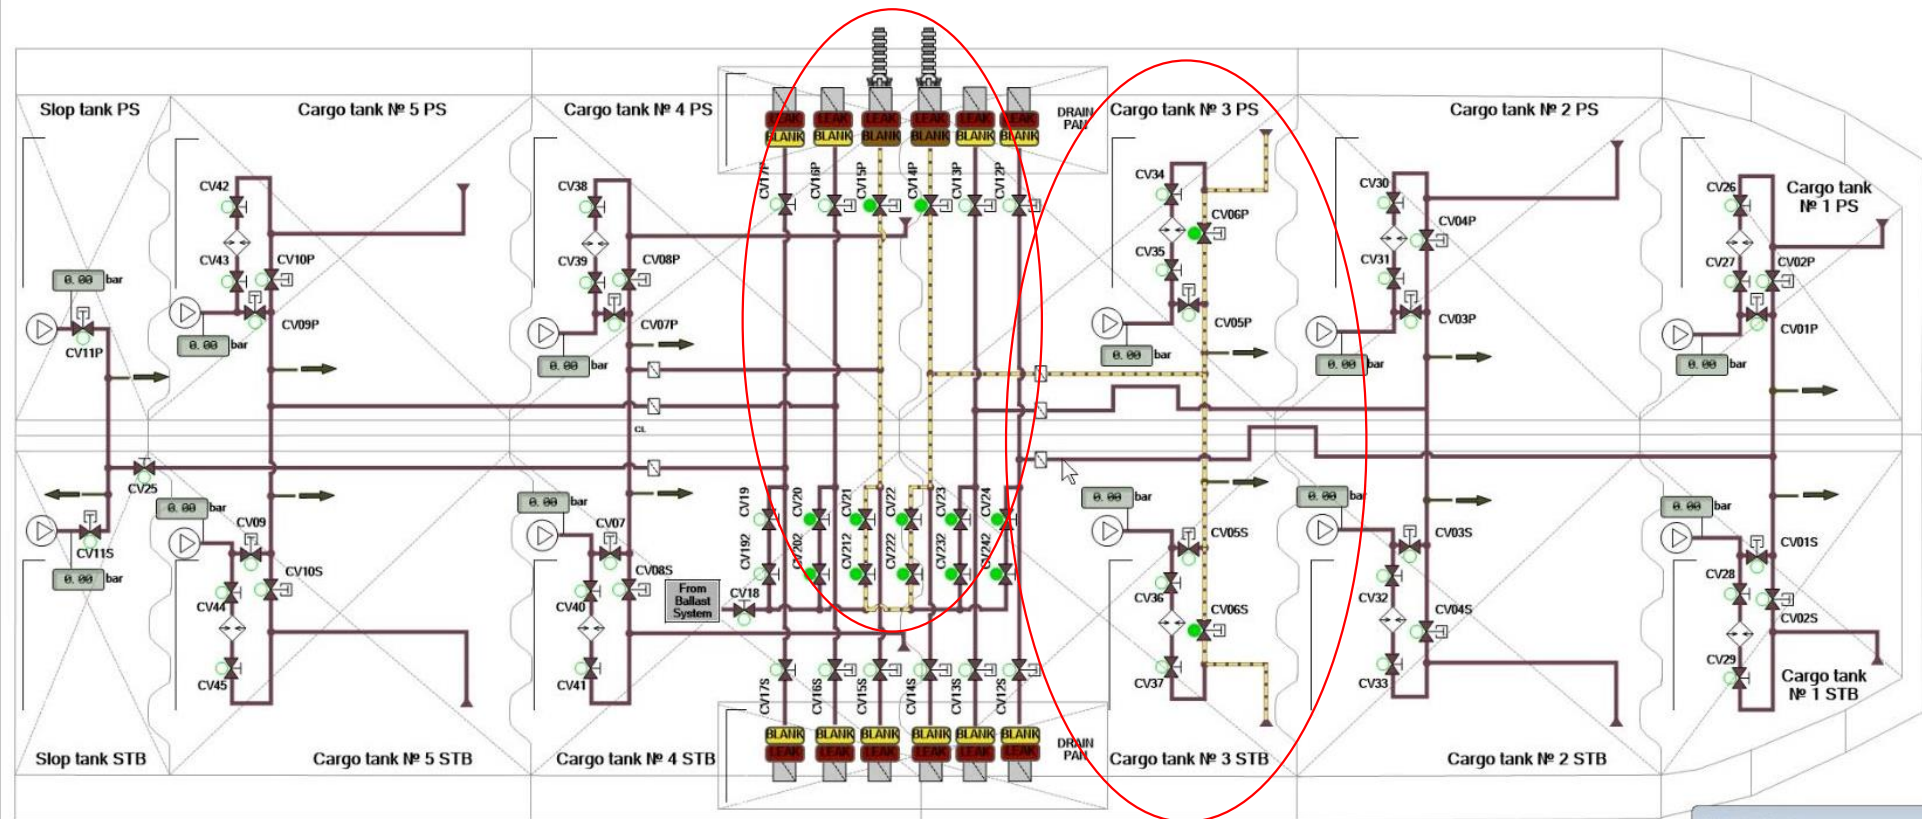 Slop tank PS
Cargo tank № 5 PS
Cargo tank № 4 PS
Cargo tank № 3 PS
Cargo tank № 2 PS
Cargo tank
№ 1 PS
LEAK LEAK LEAK LEAK LEAK LEAK
BLANK BLANK BLANK BLANK BLANK BLANK
DRAIN
PAN
CV17P CV16P CV15P CV14P CV13P CV12P
CV42
CV43
CV10P
CV09P
0.00 bar
CV11P
0.00 bar
CV38
CV39
CV08P
CV07P
0.00 bar
CV34
CV35
CV06P
CV05P
0.00 bar
CV30
CV31
CV04P
CV03P
0.00 bar
CV26
CV27
CV02P
CV01P
0.00 bar
CL
CV25
CV11S
0.00 bar
0.00 bar
CV09
CV10S
CV44
CV45
0.00 bar
CV07
CV08S
CV40
CV41
From
Ballast
System
CV18
CV19 CV20 CV21 CV22 CV23 CV24
CV192 CV202 CV212 CV222 CV232 CV242
0.00 bar
CV05S
CV36
CV06S
CV37
0.00 bar
CV03S
CV32
CV04S
CV33
0.00 bar
CV01S
CV28
CV02S
CV29
CV17S CV16S CV15S CV14S CV13S CV12S
BLANK BLANK BLANK BLANK BLANK BLANK
LEAK LEAK LEAK LEAK LEAK LEAK
DRAIN
PAN
Slop tank STB
Cargo tank № 5 STB
Cargo tank № 4 STB
Cargo tank № 3 STB
Cargo tank № 2 STB
Cargo tank
№ 1 STB